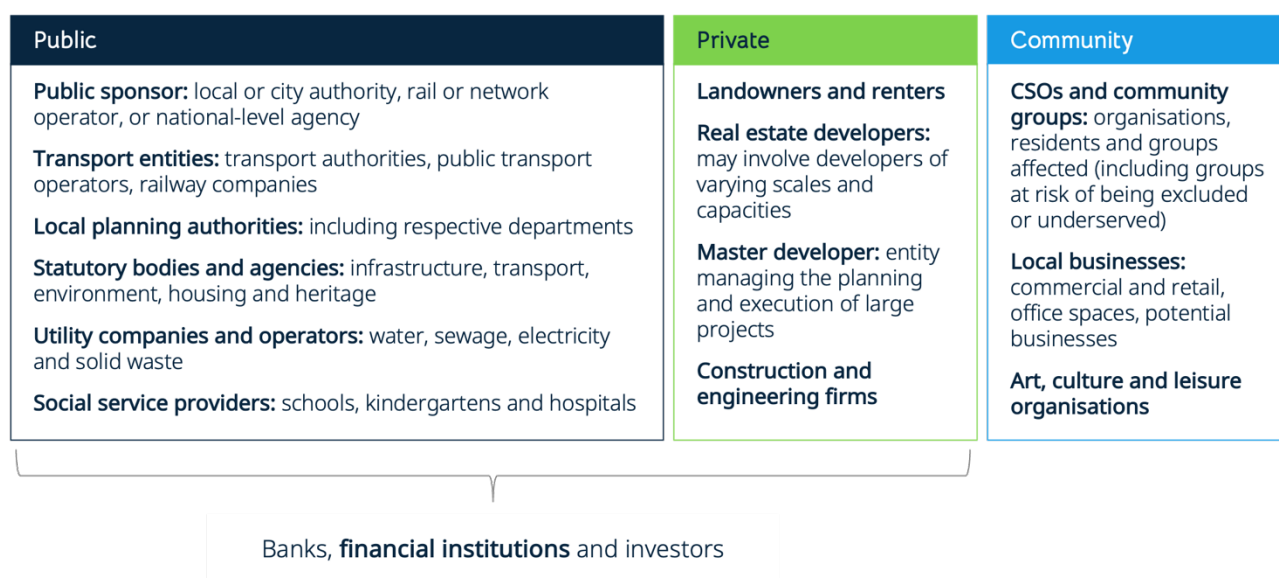 Public
Public sponsor: local or city authority, rail or network
operator, or national-level agency
Transport entities: transport authorities, public transport
operators, railway companies
Local planning authorities: including respective departments
Statutory bodies and agencies: infrastructure, transport,
environment, housing and heritage
Utility companies and operators: water, sewage, electricity
and solid waste
Social service providers: schools, kindergartens and hospitals
Private
Landowners and renters
Real estate developers:
may involve developers of
varying scales and
capacities
Master developer: entity
managing the planning
and execution of large
projects
Construction and
engineering firms
Community
CSOs and community
groups: organisations,
residents and groups
affected (including groups
at risk of being excluded
or underserved)
Local businesses:
commercial and retail,
office spaces, potential
businesses
Art, culture and leisure
organisations
Banks, financial institutions and investors